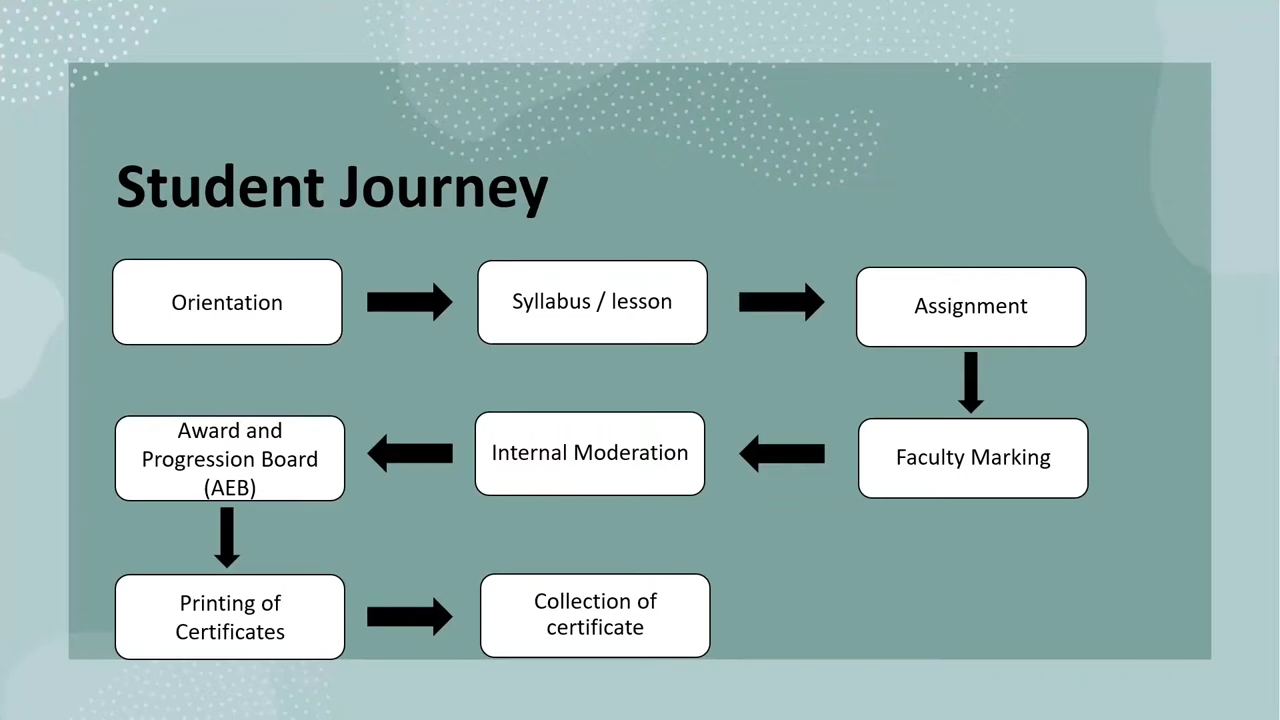 Student Journey
Orientation
Syllabus / lesson
Assignment
Faculty Marking
Internal Moderation
Award and
Progression Board
(AEB)
Printing of
Certificates
Collection of
certificate